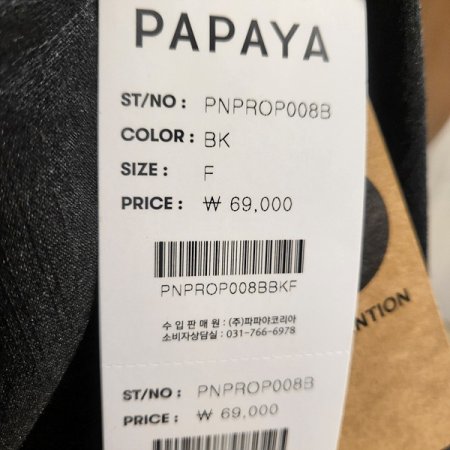 PAPAYA
ST/NO : PNPROP008B
COLOR : BK
SIZE : F
PRICE : ₩ 69,000
PNPROP008BBKF
수 입 판 매 원 : (주)파파야코리아
소비자상담실 : 031-766-6978
NTION
ST/NO : PNPROP008B
PRICE : ₩ 69,000